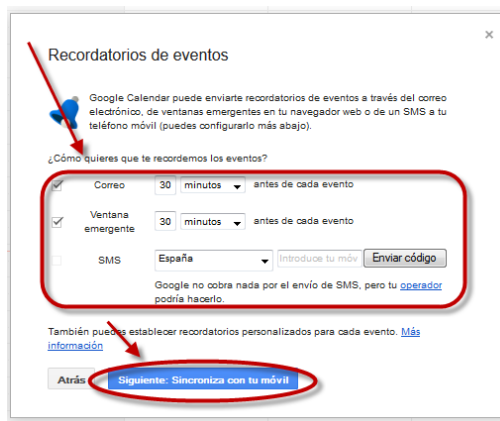 Recordatorios de eventos
Google Calendar puede enviarte recordatorios de eventos a través del correo
electrónico, de ventanas emergentes en tu navegador web o de un SMS a tu
teléfono móvil (puedes configurarlo más abajo).
¿Cómo quieres que te recordemos los eventos?
Correo 30 minutos antes de cada evento
Ventana
emergente 30 minutos antes de cada evento
SMS España Introduce tu móv Enviar código
Google no cobra nada por el envío de SMS, pero tu operador
podría hacerlo.
También puedes establecer recordatorios personalizados para cada evento. Más
información
Atrás Siguiente: Sincroniza con tu móvil